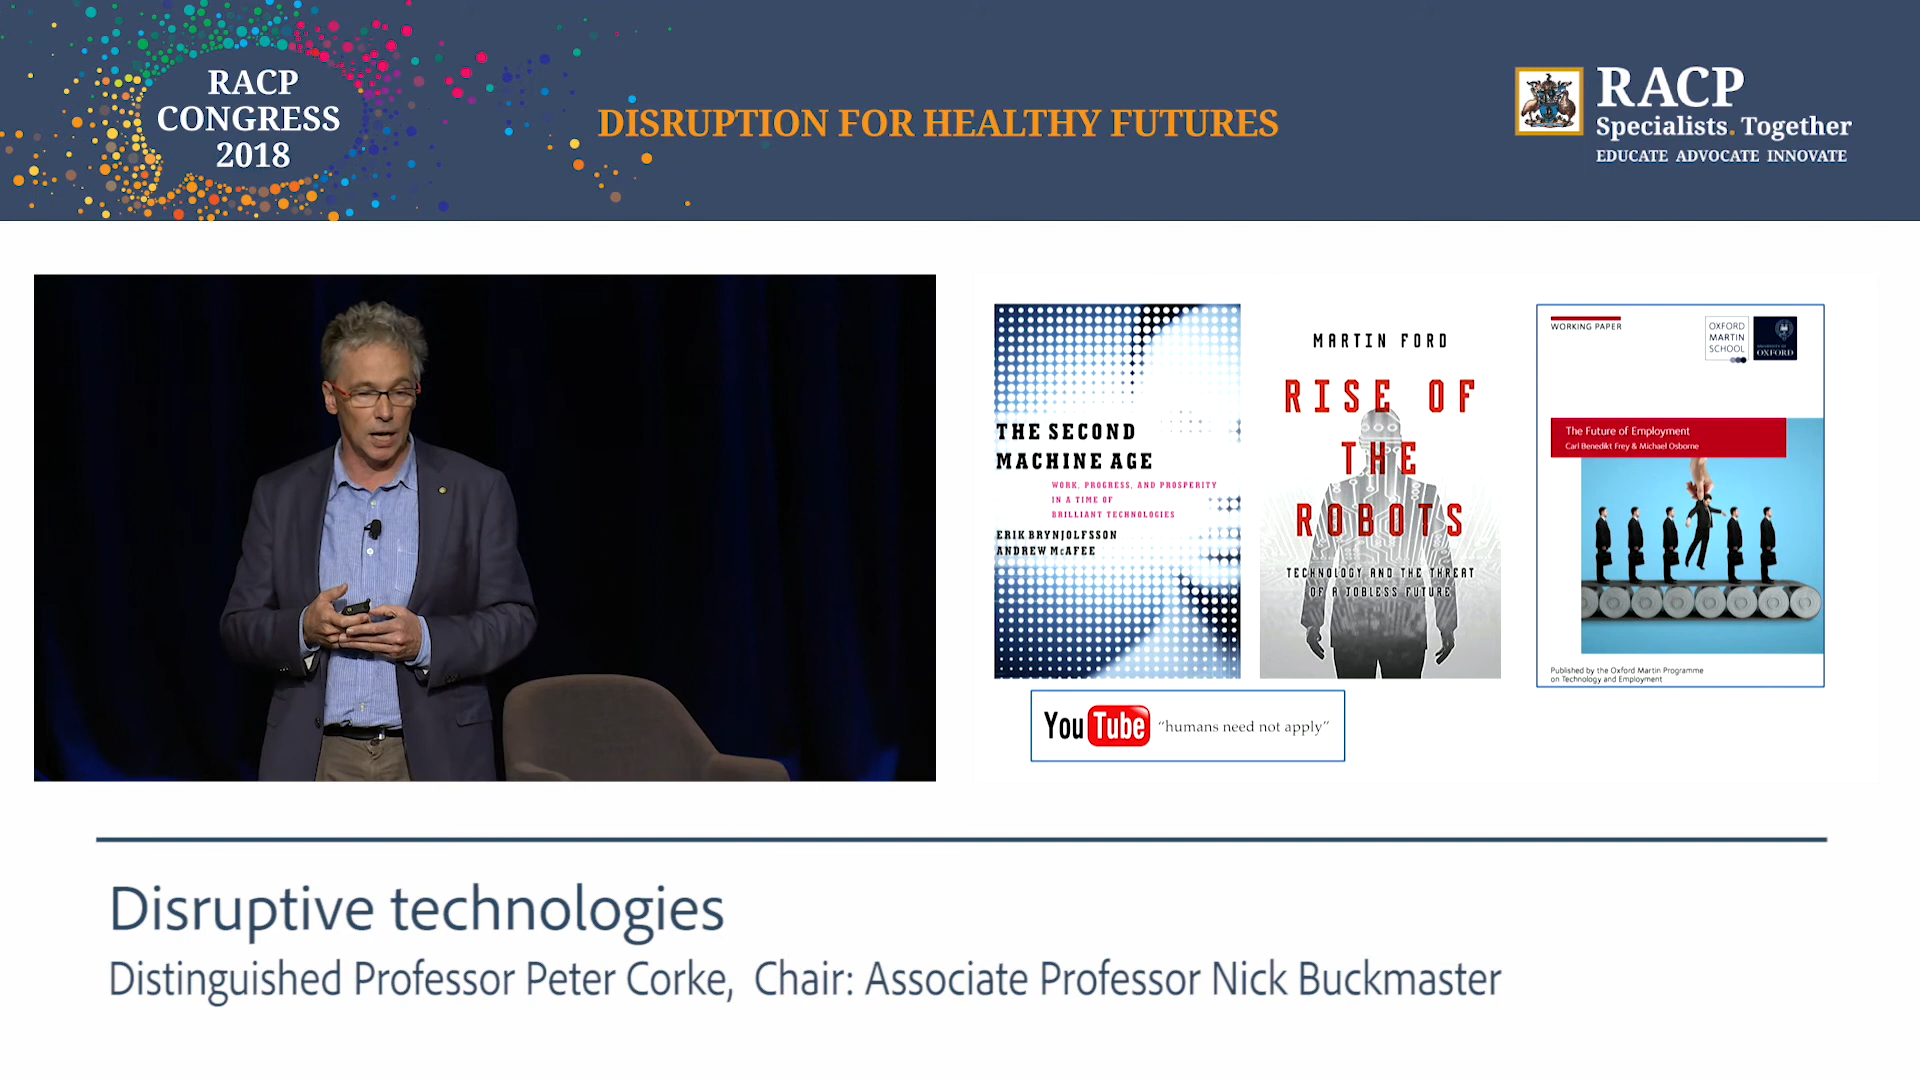 RACP
CONGRESS
2018
DISRUPTION FOR HEALTHY FUTURES
RACP
Specialists. Together
EDUCATE ADVOCATE INNOVATE
THE SECOND
MACHINE AGE
WORK, PROGRESS, AND PROSPERITY
IN A TIME OF
BRILLIANT TECHNOLOGIES
ERIK BRYNJOLFSSON
ANDREW McAFEE
MARTIN FORD
RISE OF
THE
ROBOTS
TECHNOLOGY AND THE THREAT
OF A JOBLESS FUTURE
WORKING PAPER
OXFORD
MARTIN
SCHOOL
UNIVERSITY OF
OXFORD
The Future of Employment
Carl Benedikt Frey & Michael Osborne
Published by the Oxford Martin Programme
on Technology and Employment
YouTube "humans need not apply"
Disruptive technologies
Distinguished Professor Peter Corke, Chair: Associate Professor Nick Buckmaster